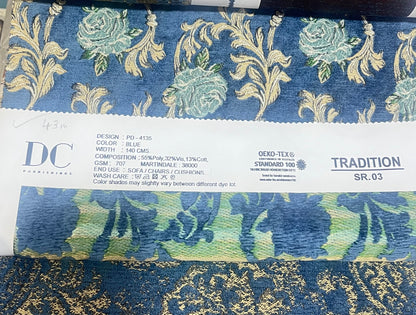 43m
DC
FURNISHINGS
DESIGN : PD - 4135
COLOR : BLUE
WIDTH : 140 CMS
COMPOSITION : 55%Poly,32%Vis,13%Cott,
GSM : 707 MARTINDALE : 38000
END USE : SOFA / CHAIRS / CUSHIONS
WASH CARE :
Color shades may slightly vary between different dye lot.
OEKO-TEX®
STANDARD 100
TRADITION
SR.03